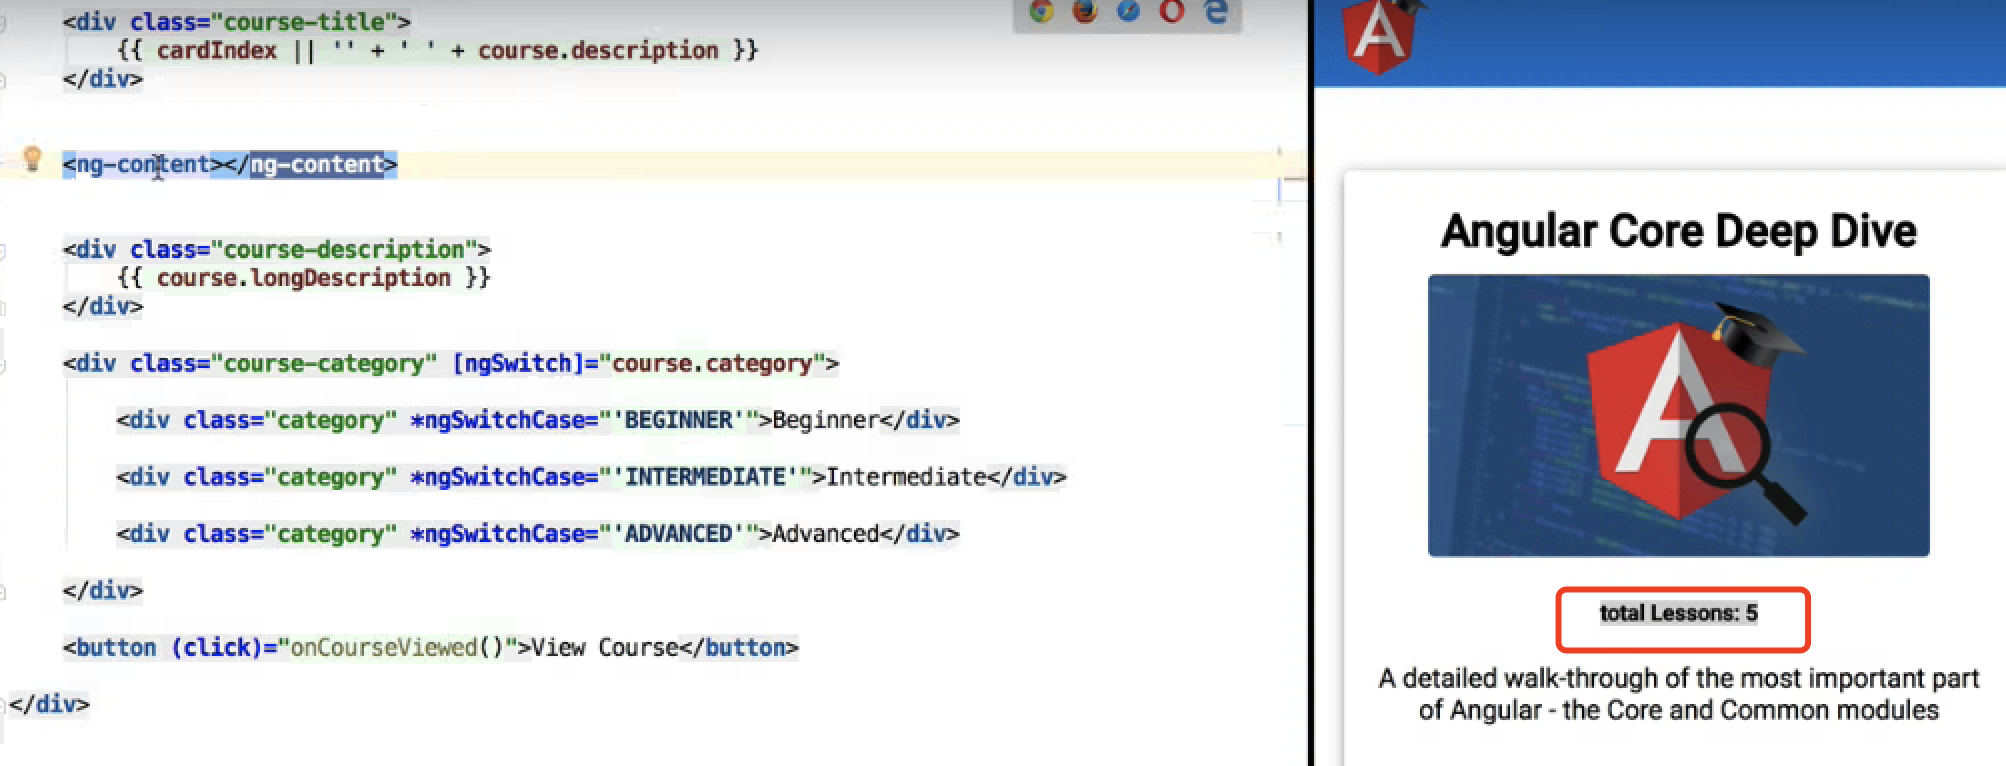 <div class="course-title">
{{ cardIndex || '' + ' ' + course.description }}
</div>
<ng-content></ng-content>
<div class="course-description">
{{ course.longDescription }}
</div>
<div class="course-category" [ngSwitch]="course.category">
<div class="category" *ngSwitchCase="'BEGINNER'">Beginner</div>
<div class="category" *ngSwitchCase="'INTERMEDIATE'">Intermediate</div>
<div class="category" *ngSwitchCase="'ADVANCED'">Advanced</div>
</div>
<button (click)="onCourseViewed()">View Course</button>
</div>
Angular Core Deep Dive
total Lessons: 5
A detailed walk-through of the most important part
of Angular - the Core and Common modules